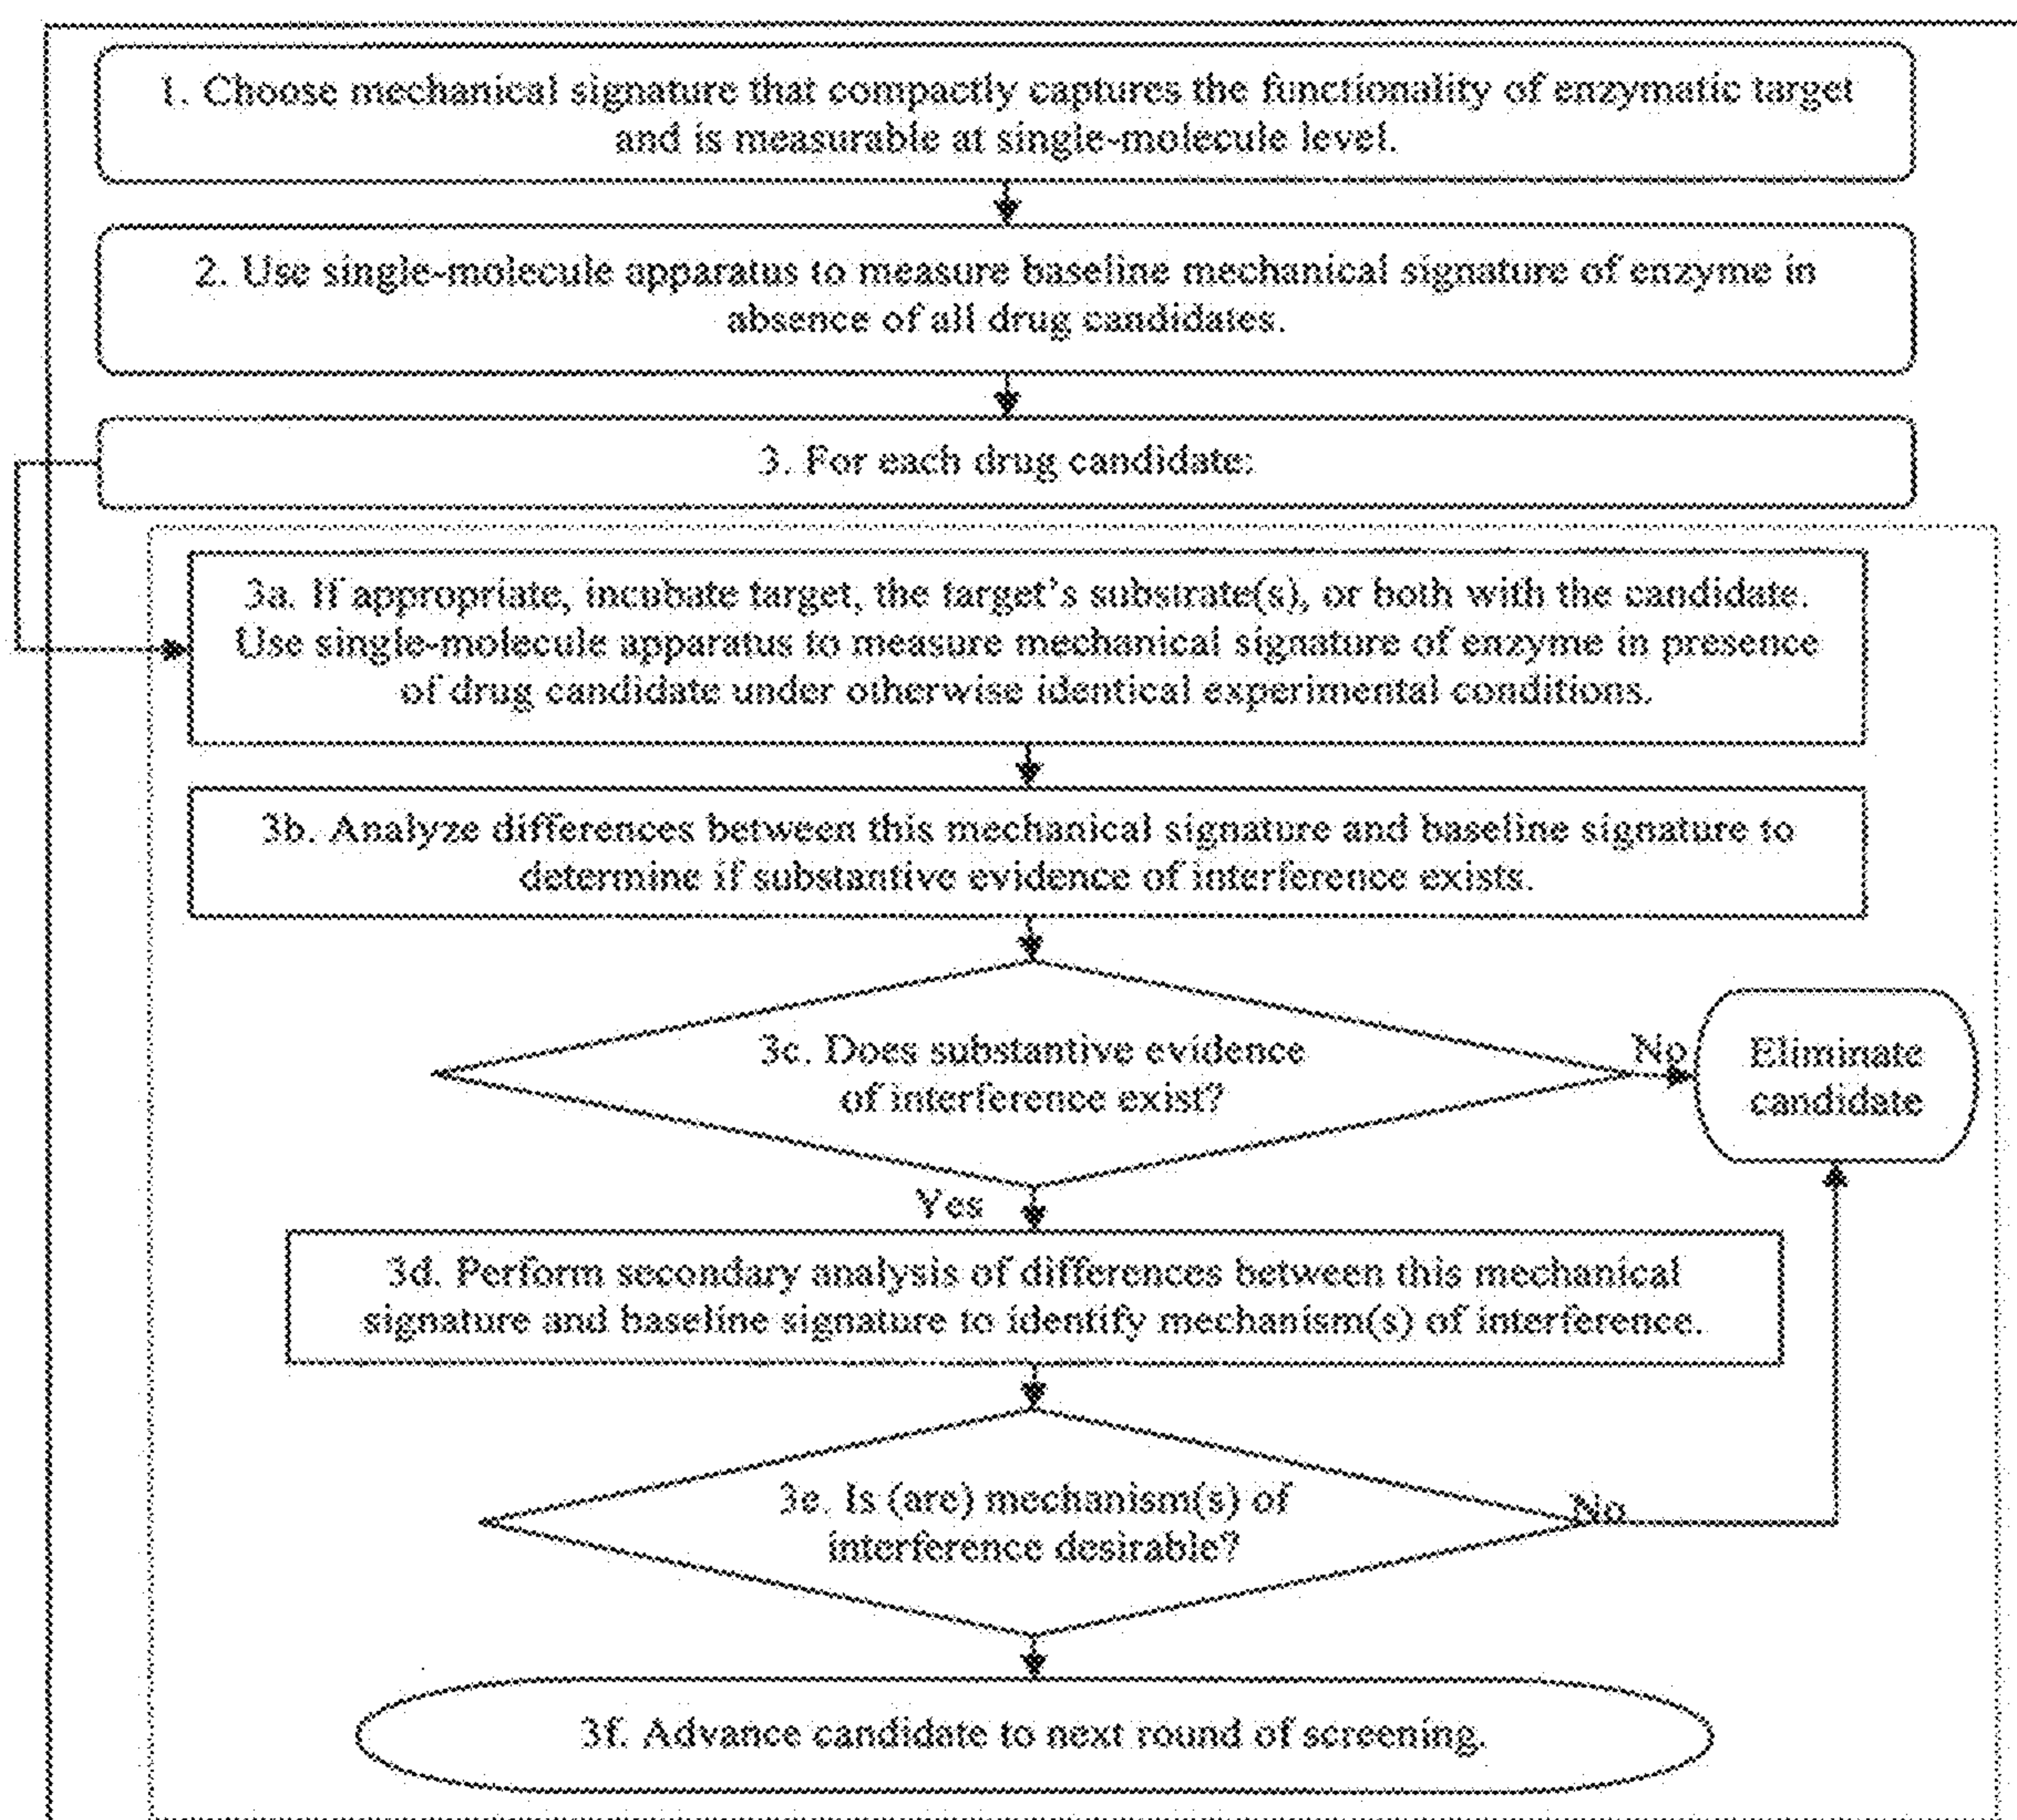 1. Choose mechanical signature that compactly captures the functionality of enzymatic target
and is measurable at single-molecule level.
2. Use single-molecule apparatus to measure baseline mechanical signature of enzyme in
absence of all drug candidates.
3. For each drug candidate:
3a. If appropriate, incubate target, the target's substrate(s), or both with the candidate.
Use single-molecule apparatus to measure mechanical signature of enzyme in presence
of drug candidate under otherwise identical experimental conditions.
3b. Analyze differences between this mechanical signature and baseline signature to
determine if substantive evidence of interference exists.
3c. Does substantive evidence
of interference exist?
No
Eliminate
candidate
Yes
3d. Perform secondary analysis of differences between this mechanical
signature and baseline signature to identify mechanism(s) of interference.
3e. Is (are) mechanism(s) of
interference desirable?
No
3f. Advance candidate to next round of screening.